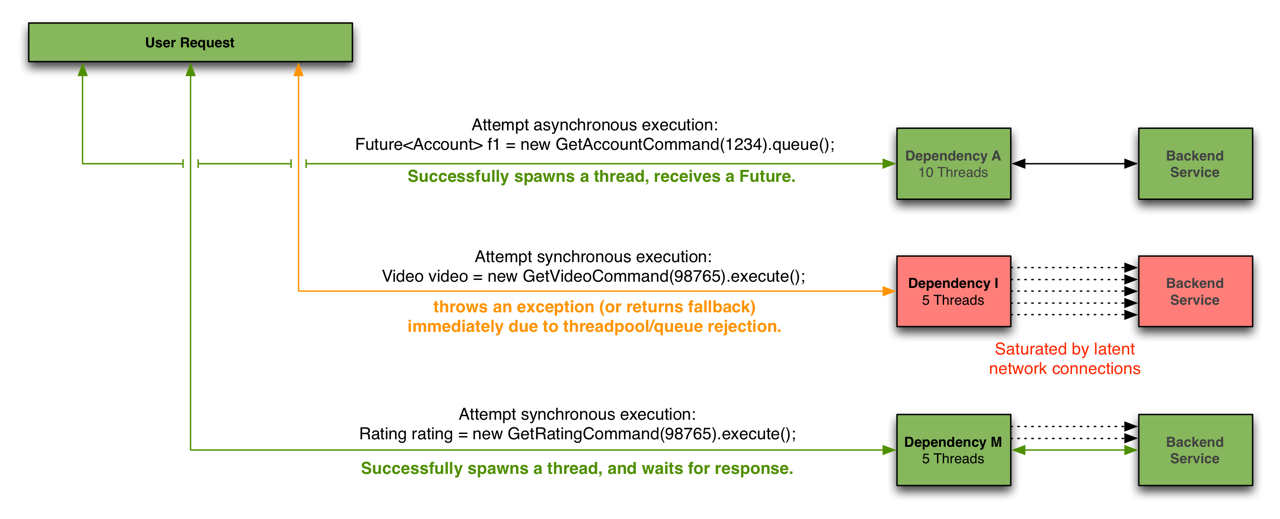 User Request
Attempt asynchronous execution:
Future<Account> f1 = new GetAccountCommand(1234).queue();
Successfully spawns a thread, receives a Future.
Dependency A
10 Threads
Backend
Service
Attempt synchronous execution:
Video video = new GetVideoCommand(98765).execute();
throws an exception (or returns fallback)
immediately due to threadpool/queue rejection.
Dependency I
5 Threads
Backend
Service
Saturated by latent
network connections
Attempt synchronous execution:
Rating rating = new GetRatingCommand(98765).execute();
Successfully spawns a thread, and waits for response.
Dependency M
5 Threads
Backend
Service